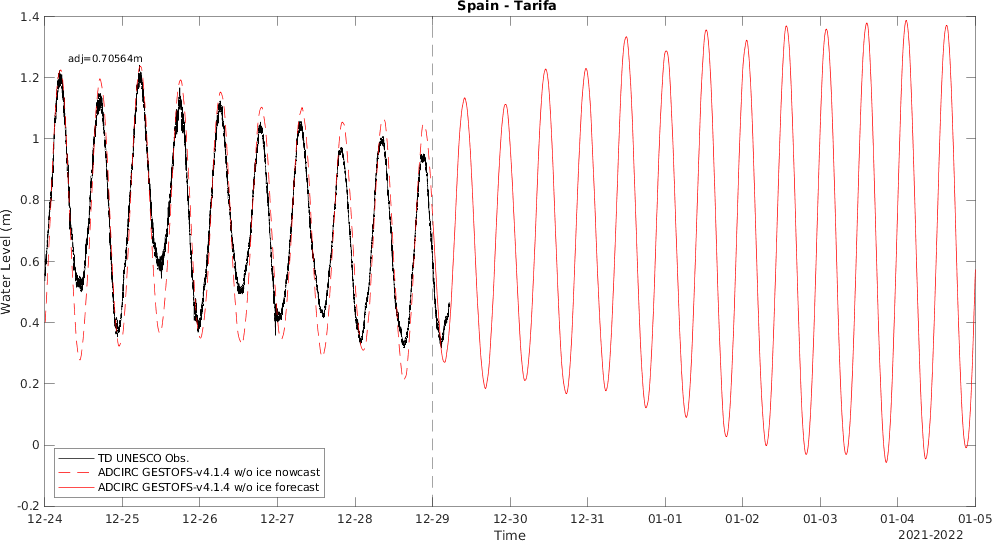 Spain - Tarifa
adj=0.70564m
Water Level (m)
1.4
1.2
1
0.8
0.6
0.4
0.2
0
-0.2
TD UNESCO Obs.
ADCIRC GESTOFS-v4.1.4 w/o ice nowcast
ADCIRC GESTOFS-v4.1.4 w/o ice forecast
12-24 12-25 12-26 12-27 12-28 12-29 12-30 12-31 01-01 01-02 01-03 01-04 01-05
Time
2021-2022